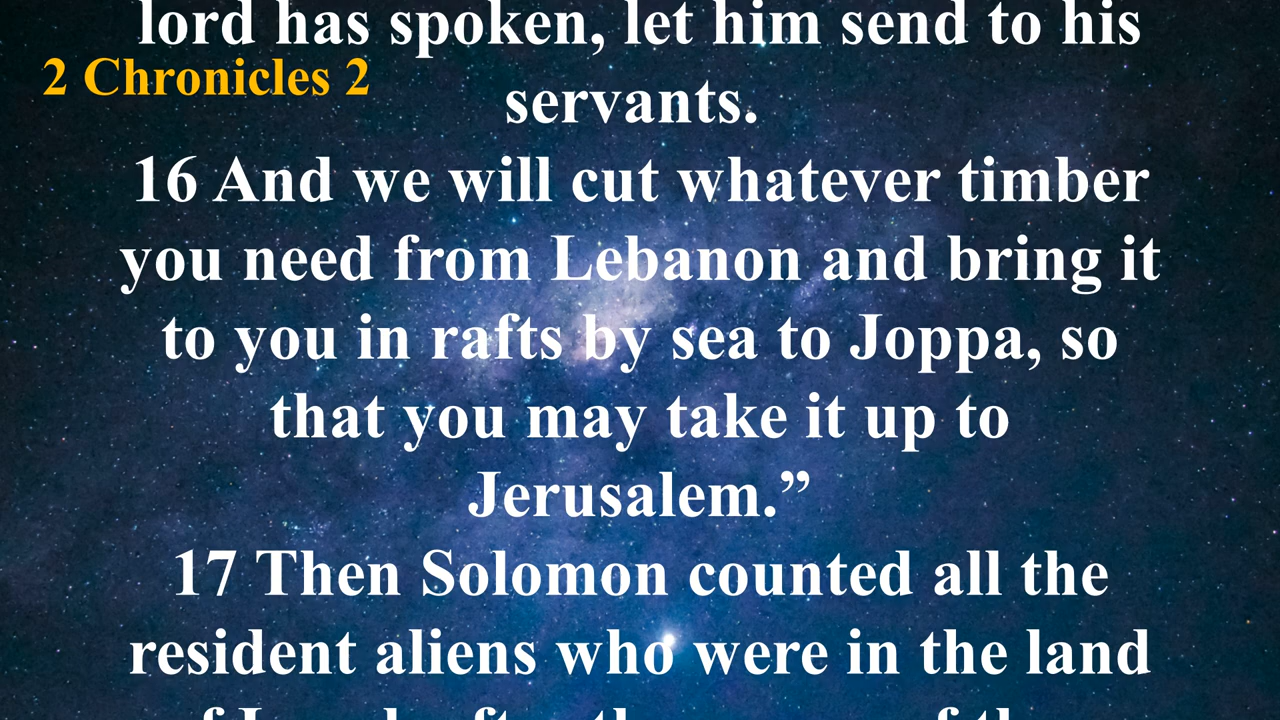 lord has spoken, let him send to his
2 Chronicles 2
servants.
16 And we will cut whatever timber
you need from Lebanon and bring it
to you in rafts by sea to Joppa, so
that you may take it up to
Jerusalem.”
17 Then Solomon counted all the
resident aliens who were in the land